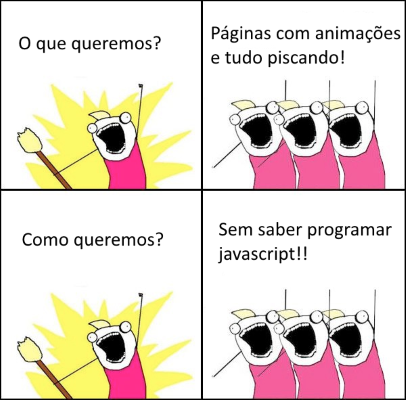 O que queremos?
Páginas com animações
e tudo piscando!
Como queremos?
Sem saber programar
javascript!!